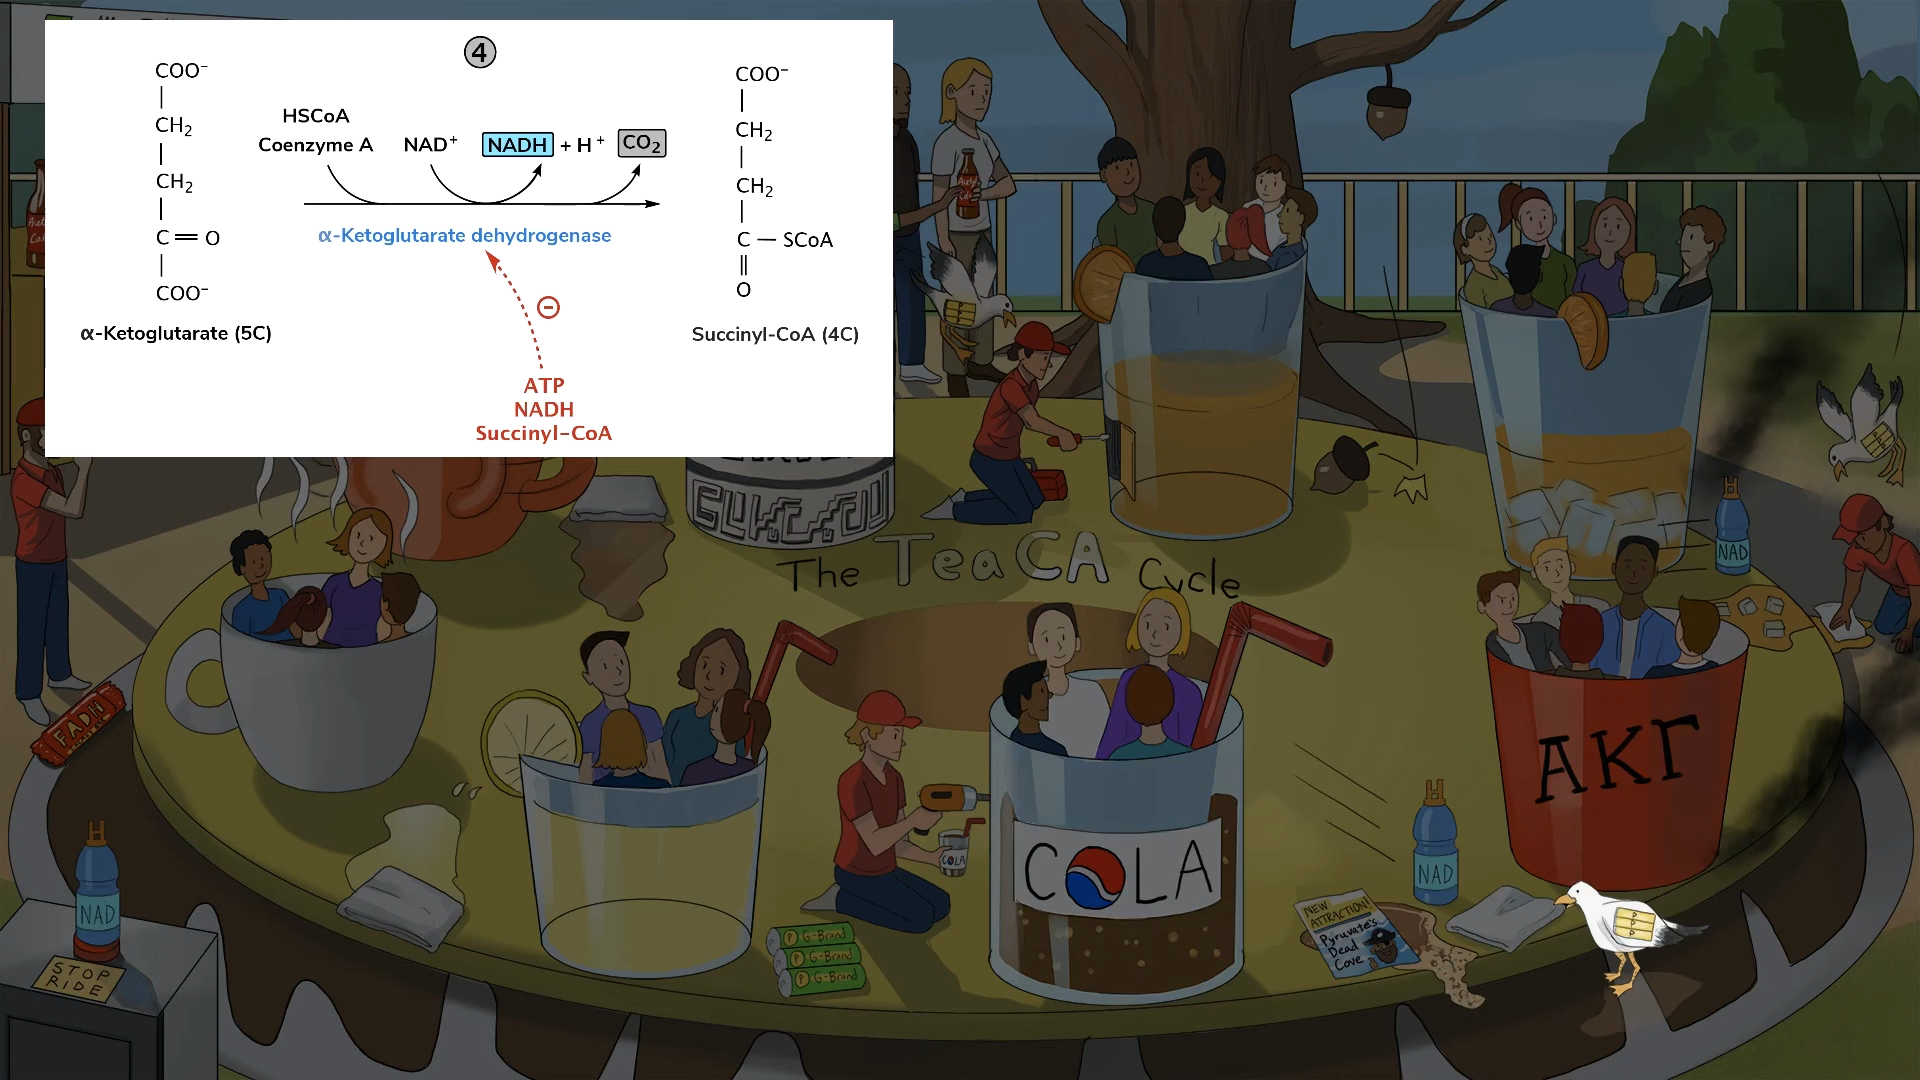 4
COO⁻
CH₂
CH₂
C = O
COO⁻
α-Ketoglutarate (5C)
HSCoA
Coenzyme A
NAD⁺
NADH + H⁺
CO₂
α-Ketoglutarate dehydrogenase
ATP
NADH
Succinyl-CoA
COO⁻
CH₂
CH₂
C — SCoA
O
Succinyl-CoA (4C)
The TeaCA Cycle
NAD
AKΓ
FADH
COLA
COLA
NAD
NAD
STOP
RIDE
P G-Brand
P G-Brand
P G-Brand
NEW
ATTRACTION!
Pyruvate's
Dead
Cove
P
P
P